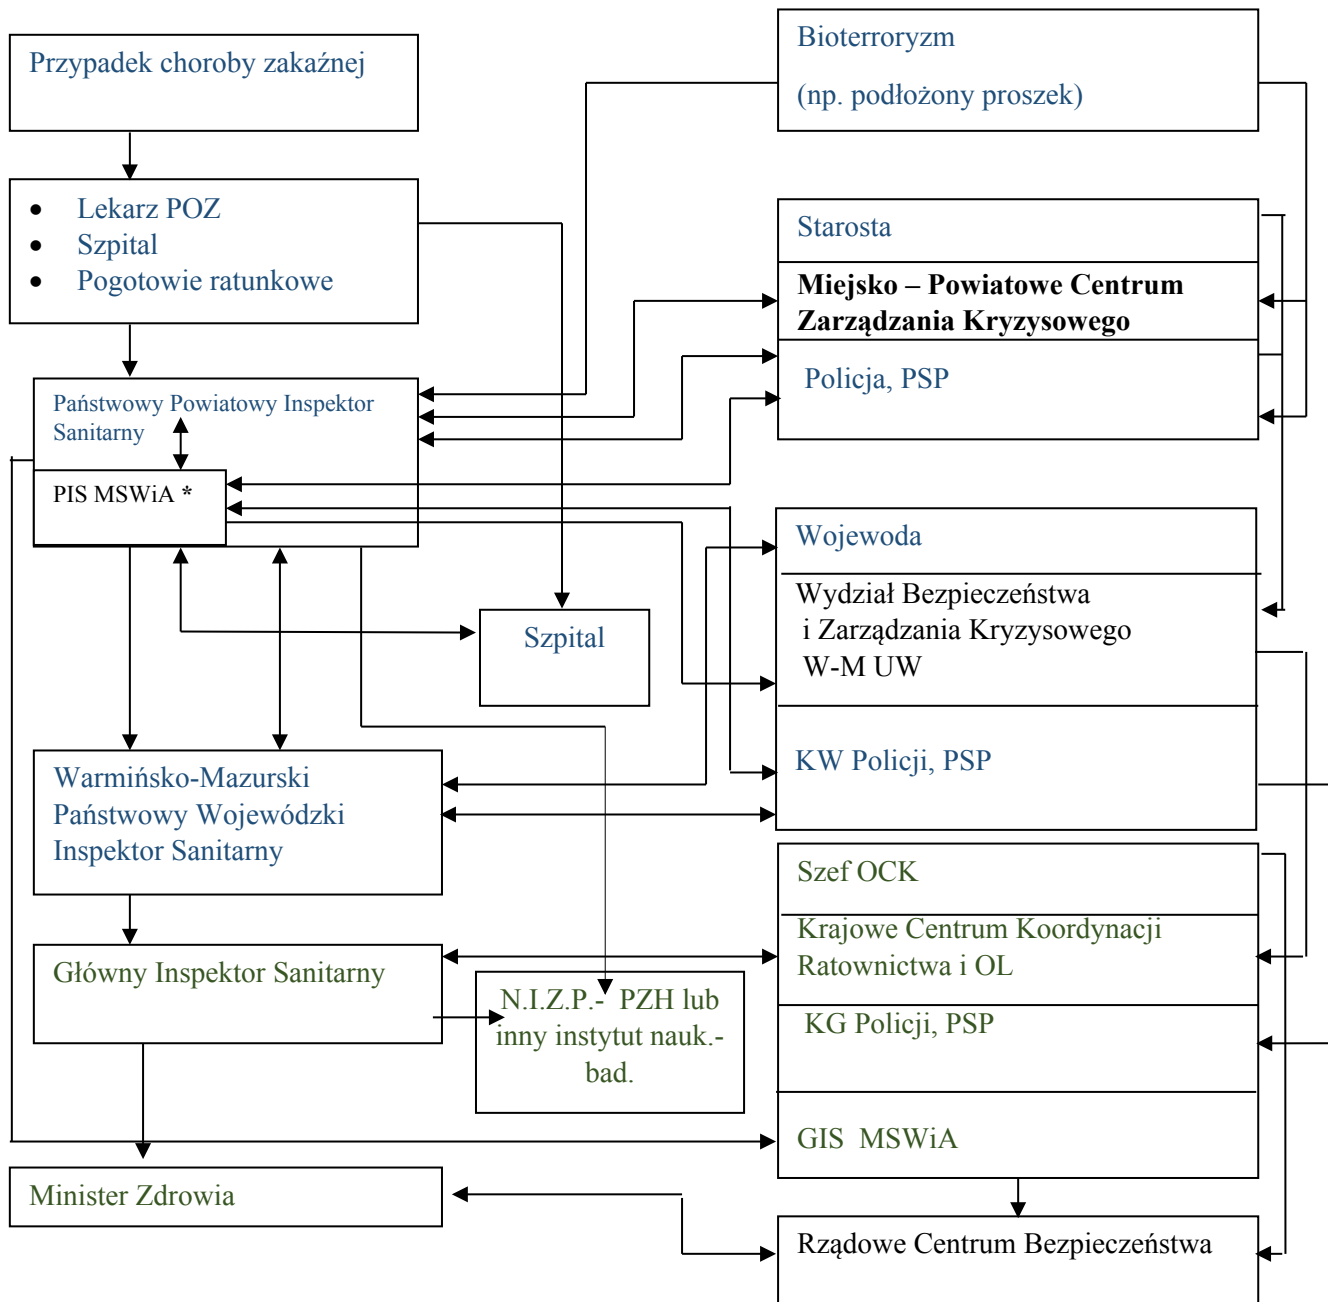 Przypadek choroby zakaźnej
Bioterroryzm
(np. podłożony proszek)
• Lekarz POZ
• Szpital
• Pogotowie ratunkowe
Starosta
Miejsko – Powiatowe Centrum
Zarządzania Kryzysowego
Policja, PSP
Państwowy Powiatowy Inspektor
Sanitarny
PIS MSWiA *
Wojewoda
Wydział Bezpieczeństwa
i Zarządzania Kryzysowego
W-M UW
KW Policji, PSP
Szpital
Warmińsko-Mazurski
Państwowy Wojewódzki
Inspektor Sanitarny
Szef OCK
Krajowe Centrum Koordynacji
Ratownictwa i OL
KG Policji, PSP
GIS MSWiA
Główny Inspektor Sanitarny
N.I.Z.P.- PZH lub
inny instytut nauk.-
bad.
Minister Zdrowia
Rządowe Centrum Bezpieczeństwa